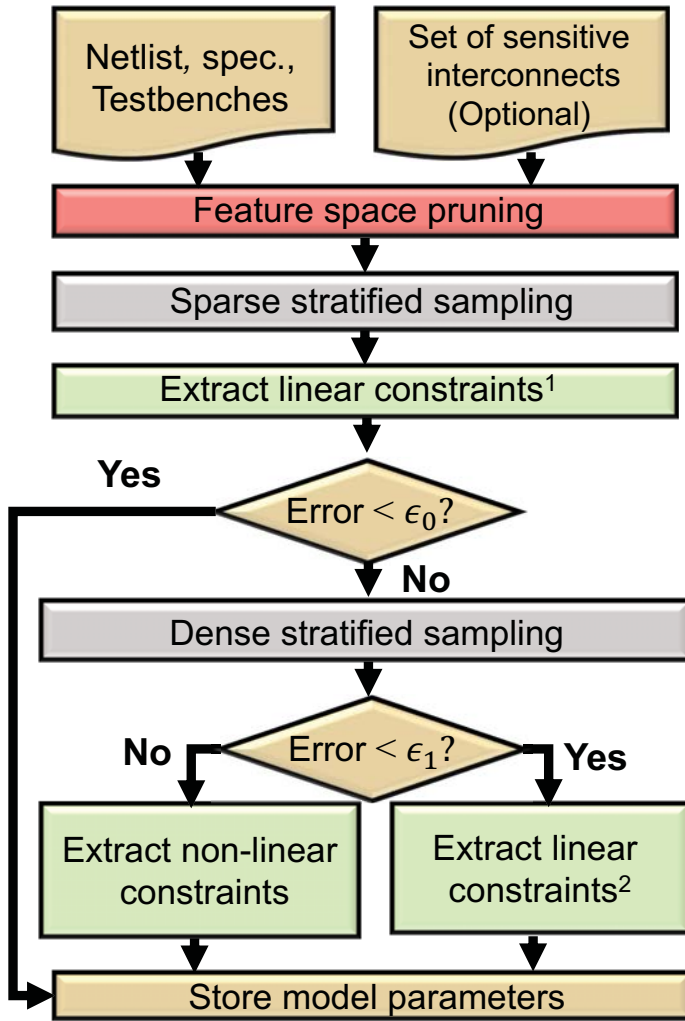 Netlist, spec.,
Testbenches
Set of sensitive
interconnects
(Optional)
Feature space pruning
Sparse stratified sampling
Extract linear constraints¹
Yes
Error < ϵ₀?
No
Dense stratified sampling
No
Error < ϵ₁?
Yes
Extract non-linear
constraints
Extract linear
constraints²
Store model parameters